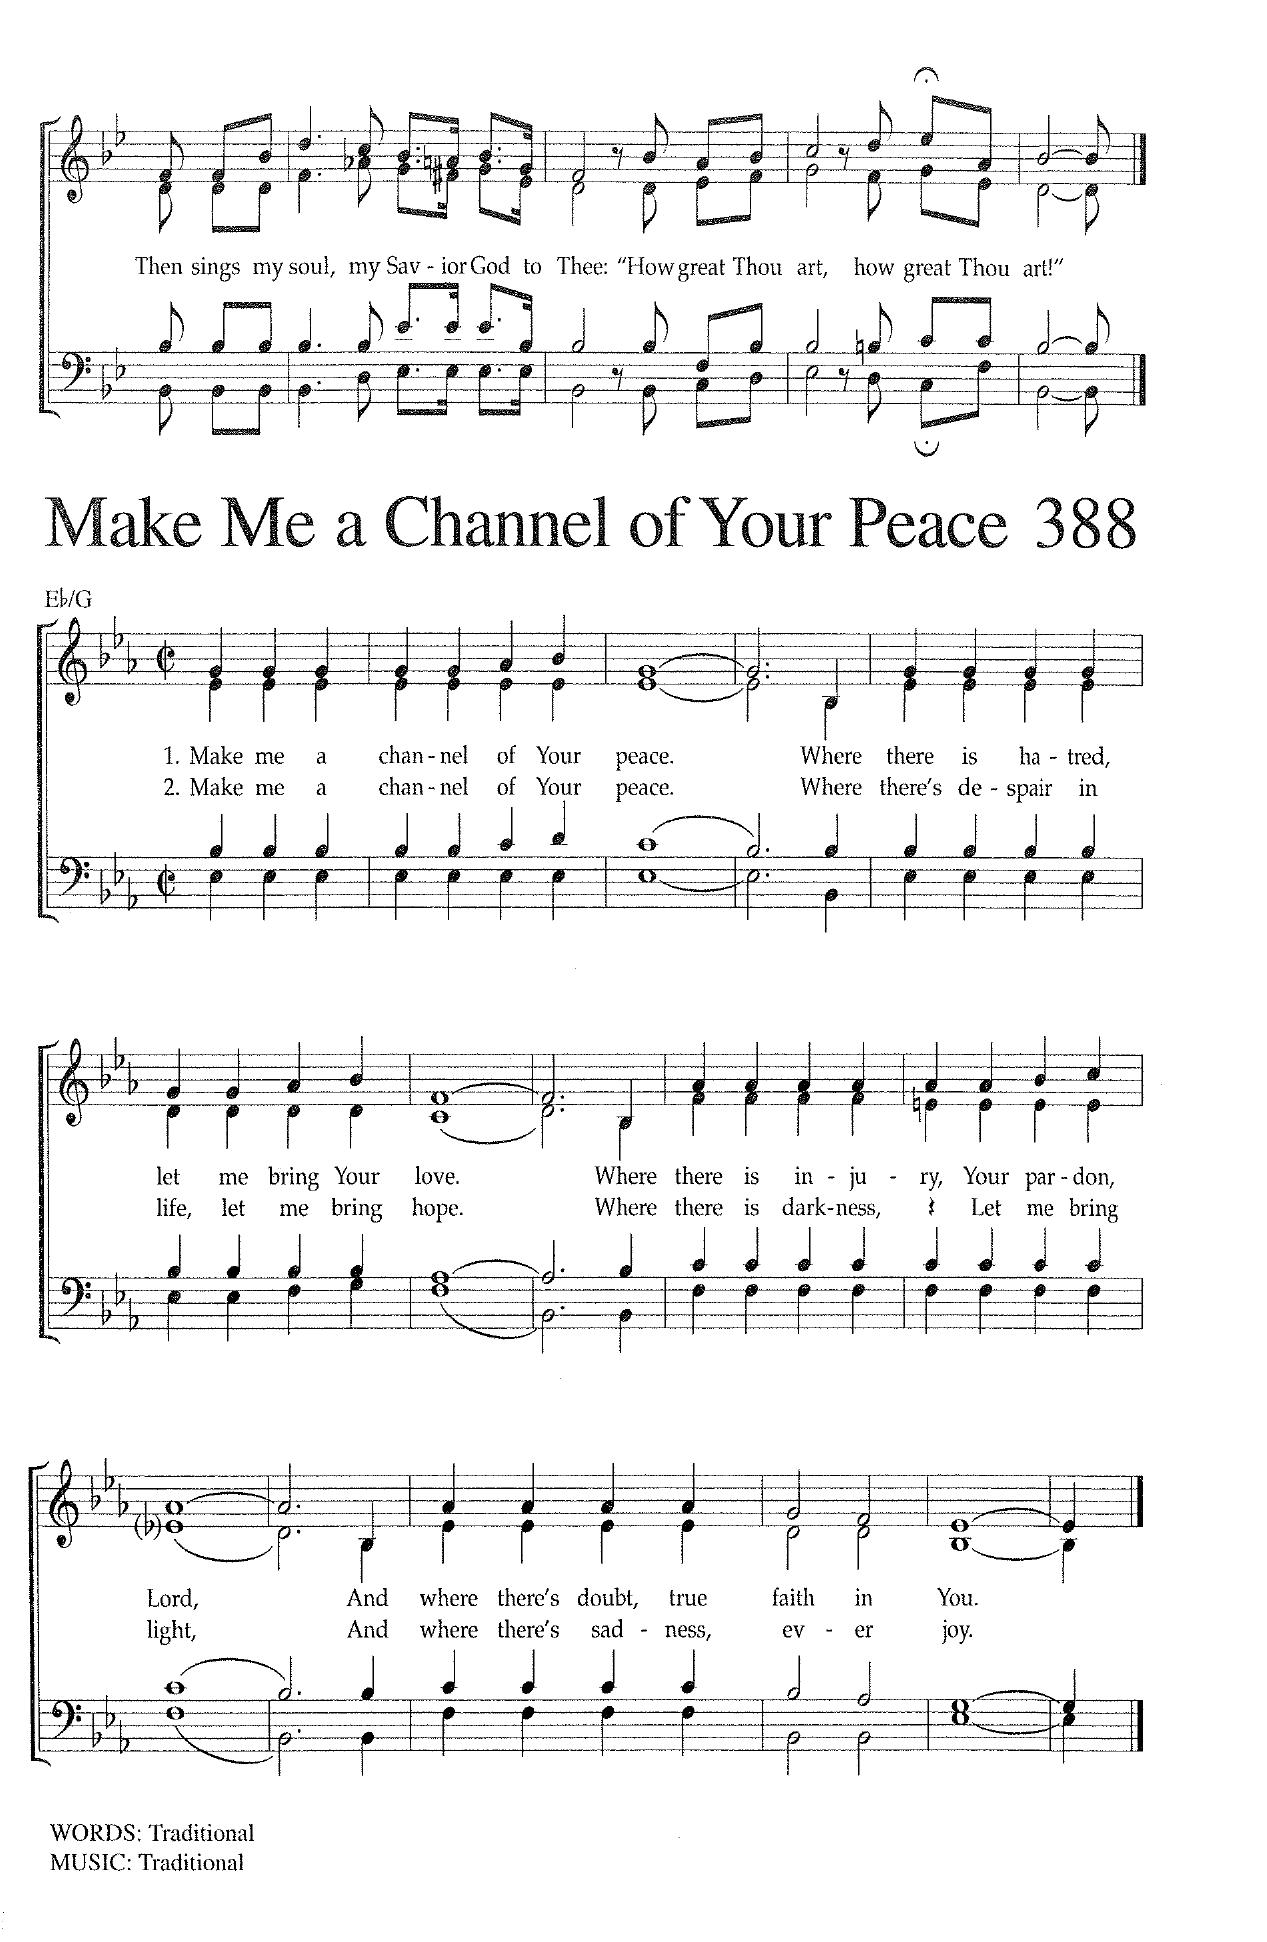 Then sings my soul, my Sav - ior God to Thee: “How great Thou art, how great Thou art!”
Make Me a Channel of Your Peace 388
E♭/G
1. Make me a chan - nel of Your peace. Where there is ha - tred,
2. Make me a chan - nel of Your peace. Where there's de - spair in
let me bring Your love. Where there is in - ju - ry, Your par - don,
life, let me bring hope. Where there is dark-ness, Let me bring
Lord, And where there's doubt, true faith in You.
light, And where there's sad - ness, ev - er joy.
WORDS: Traditional
MUSIC: Traditional